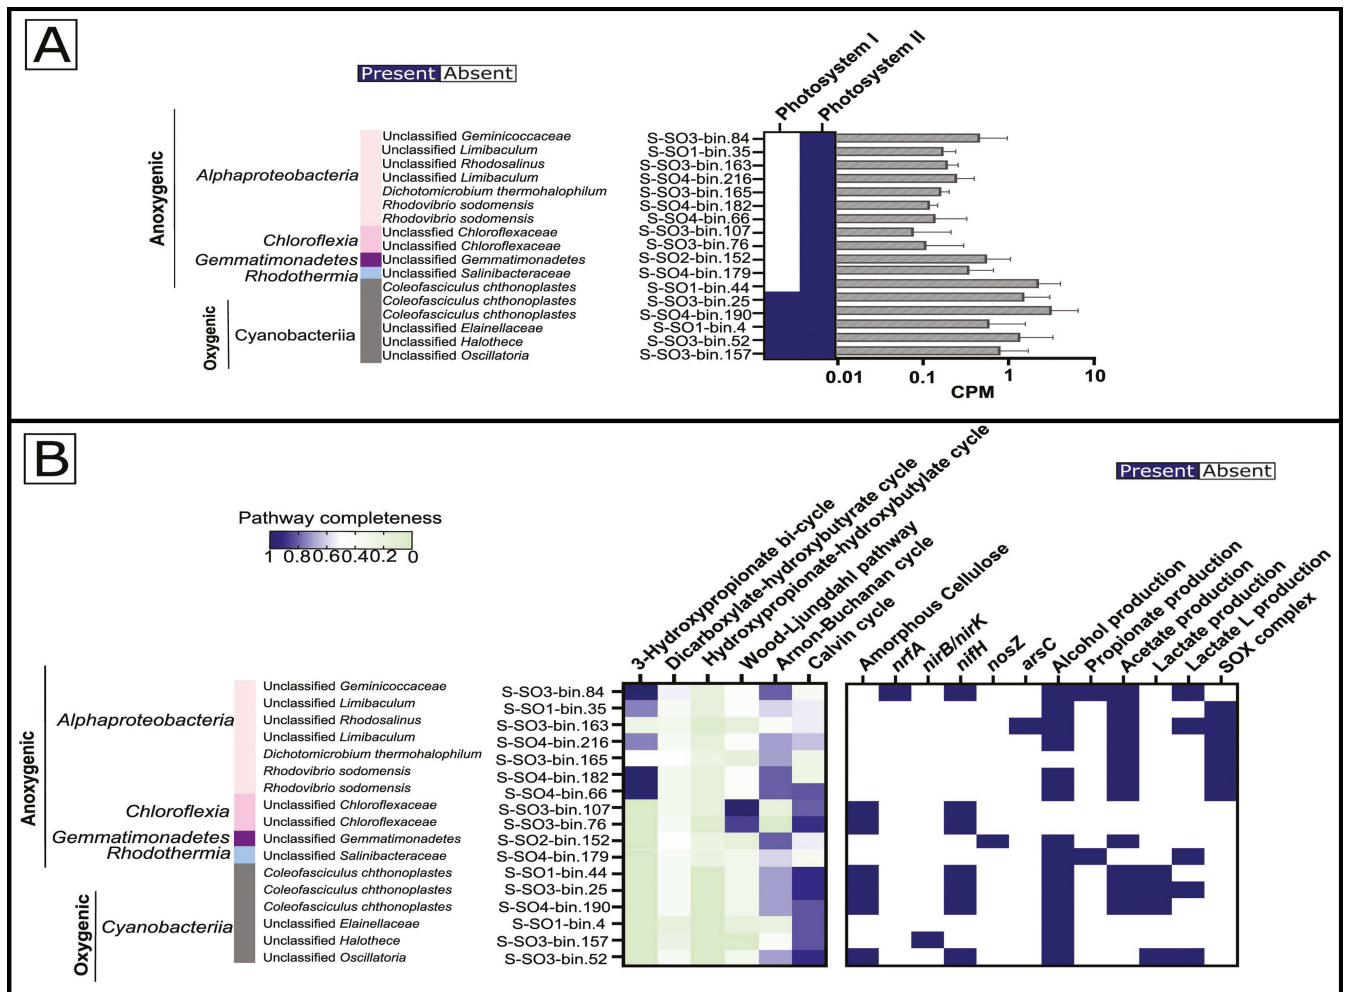 A
Present Absent
Photosystem I
Photosystem II
Anoxygenic
Oxygenic
Alphaproteobacteria
Chloroflexia
Gemmatimonadetes
Rhodothermia
Cyanobacteriia
Unclassified Geminicoccaceae
Unclassified Limibaculum
Unclassified Rhodosalinus
Unclassified Limibaculum
Dichotomicrobium thermohalophilum
Rhodovibrio sodomensis
Rhodovibrio sodomensis
Unclassified Chloroflexaceae
Unclassified Chloroflexaceae
Unclassified Gemmatimonadetes
Unclassified Salinibacteraceae
Coleofasciculus chthonoplastes
Coleofasciculus chthonoplastes
Coleofasciculus chthonoplastes
Unclassified Elainellaceae
Unclassified Halothece
Unclassified Oscillatoria
S-SO3-bin.84
S-SO1-bin.35
S-SO3-bin.163
S-SO4-bin.216
S-SO3-bin.165
S-SO4-bin.182
S-SO4-bin.66
S-SO3-bin.107
S-SO3-bin.76
S-SO2-bin.152
S-SO4-bin.179
S-SO1-bin.44
S-SO3-bin.25
S-SO4-bin.190
S-SO1-bin.4
S-SO3-bin.52
S-SO3-bin.157
0.01 0.1 1 10
CPM
B
Present Absent
Pathway completeness
1 0.80.60.40.2 0
3-Hydroxypropionate bi-cycle
Dicarboxylate-hydroxybutyrate cycle
Hydroxypropionate-hydroxybutylate cycle
Wood-Ljungdahl pathway
Arnon-Buchanan cycle
Calvin cycle
Amorphous Cellulose
nrfA
nirB/nirK
nifH
nosZ
arsC
Alcohol production
Propionate production
Acetate production
Lactate production
Lactate L production
SOX complex
Anoxygenic
Oxygenic
Alphaproteobacteria
Chloroflexia
Gemmatimonadetes
Rhodothermia
Cyanobacteriia
Unclassified Geminicoccaceae
Unclassified Limibaculum
Unclassified Rhodosalinus
Unclassified Limibaculum
Dichotomicrobium thermohalophilum
Rhodovibrio sodomensis
Rhodovibrio sodomensis
Unclassified Chloroflexaceae
Unclassified Chloroflexaceae
Unclassified Gemmatimonadetes
Unclassified Salinibacteraceae
Coleofasciculus chthonoplastes
Coleofasciculus chthonoplastes
Coleofasciculus chthonoplastes
Unclassified Elainellaceae
Unclassified Halothece
Unclassified Oscillatoria
S-SO3-bin.84
S-SO1-bin.35
S-SO3-bin.163
S-SO4-bin.216
S-SO3-bin.165
S-SO4-bin.182
S-SO4-bin.66
S-SO3-bin.107
S-SO3-bin.76
S-SO2-bin.152
S-SO4-bin.179
S-SO1-bin.44
S-SO3-bin.25
S-SO4-bin.190
S-SO1-bin.4
S-SO3-bin.157
S-SO3-bin.52